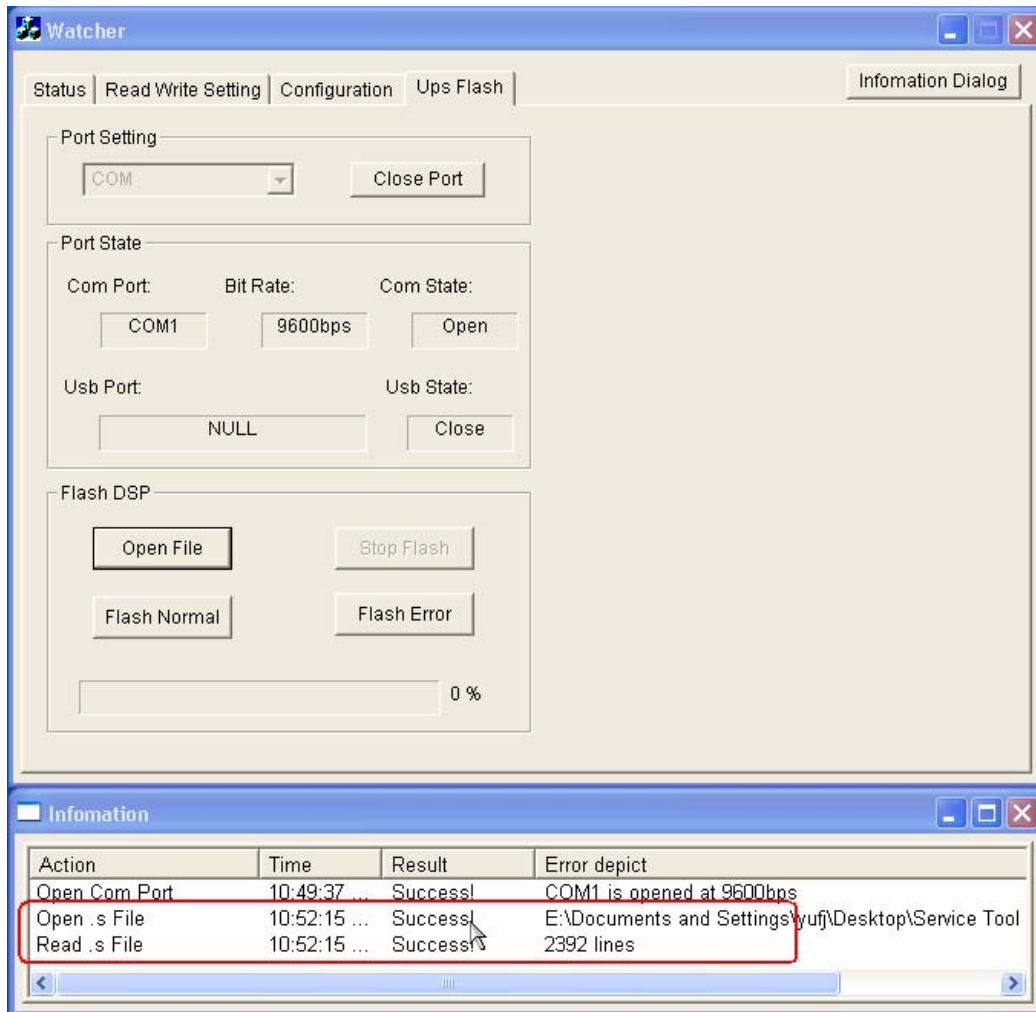 Watcher
Status Read Write Setting Configuration Ups Flash Infomation Dialog
Port Setting
COM Close Port
Port State
Com Port: Bit Rate: Com State:
COM1 9600bps Open
Usb Port: Usb State:
NULL Close
Flash DSP
Open File Stop Flash
Flash Normal Flash Error
0 %
Infomation
Action Time Result Error depict
Open Com Port 10:49:37 ... Success! COM1 is opened at 9600bps
Open .s File 10:52:15 ... Success! E:\Documents and Settings\yufj\Desktop\Service Tool
Read .s File 10:52:15 ... Success! 2392 lines